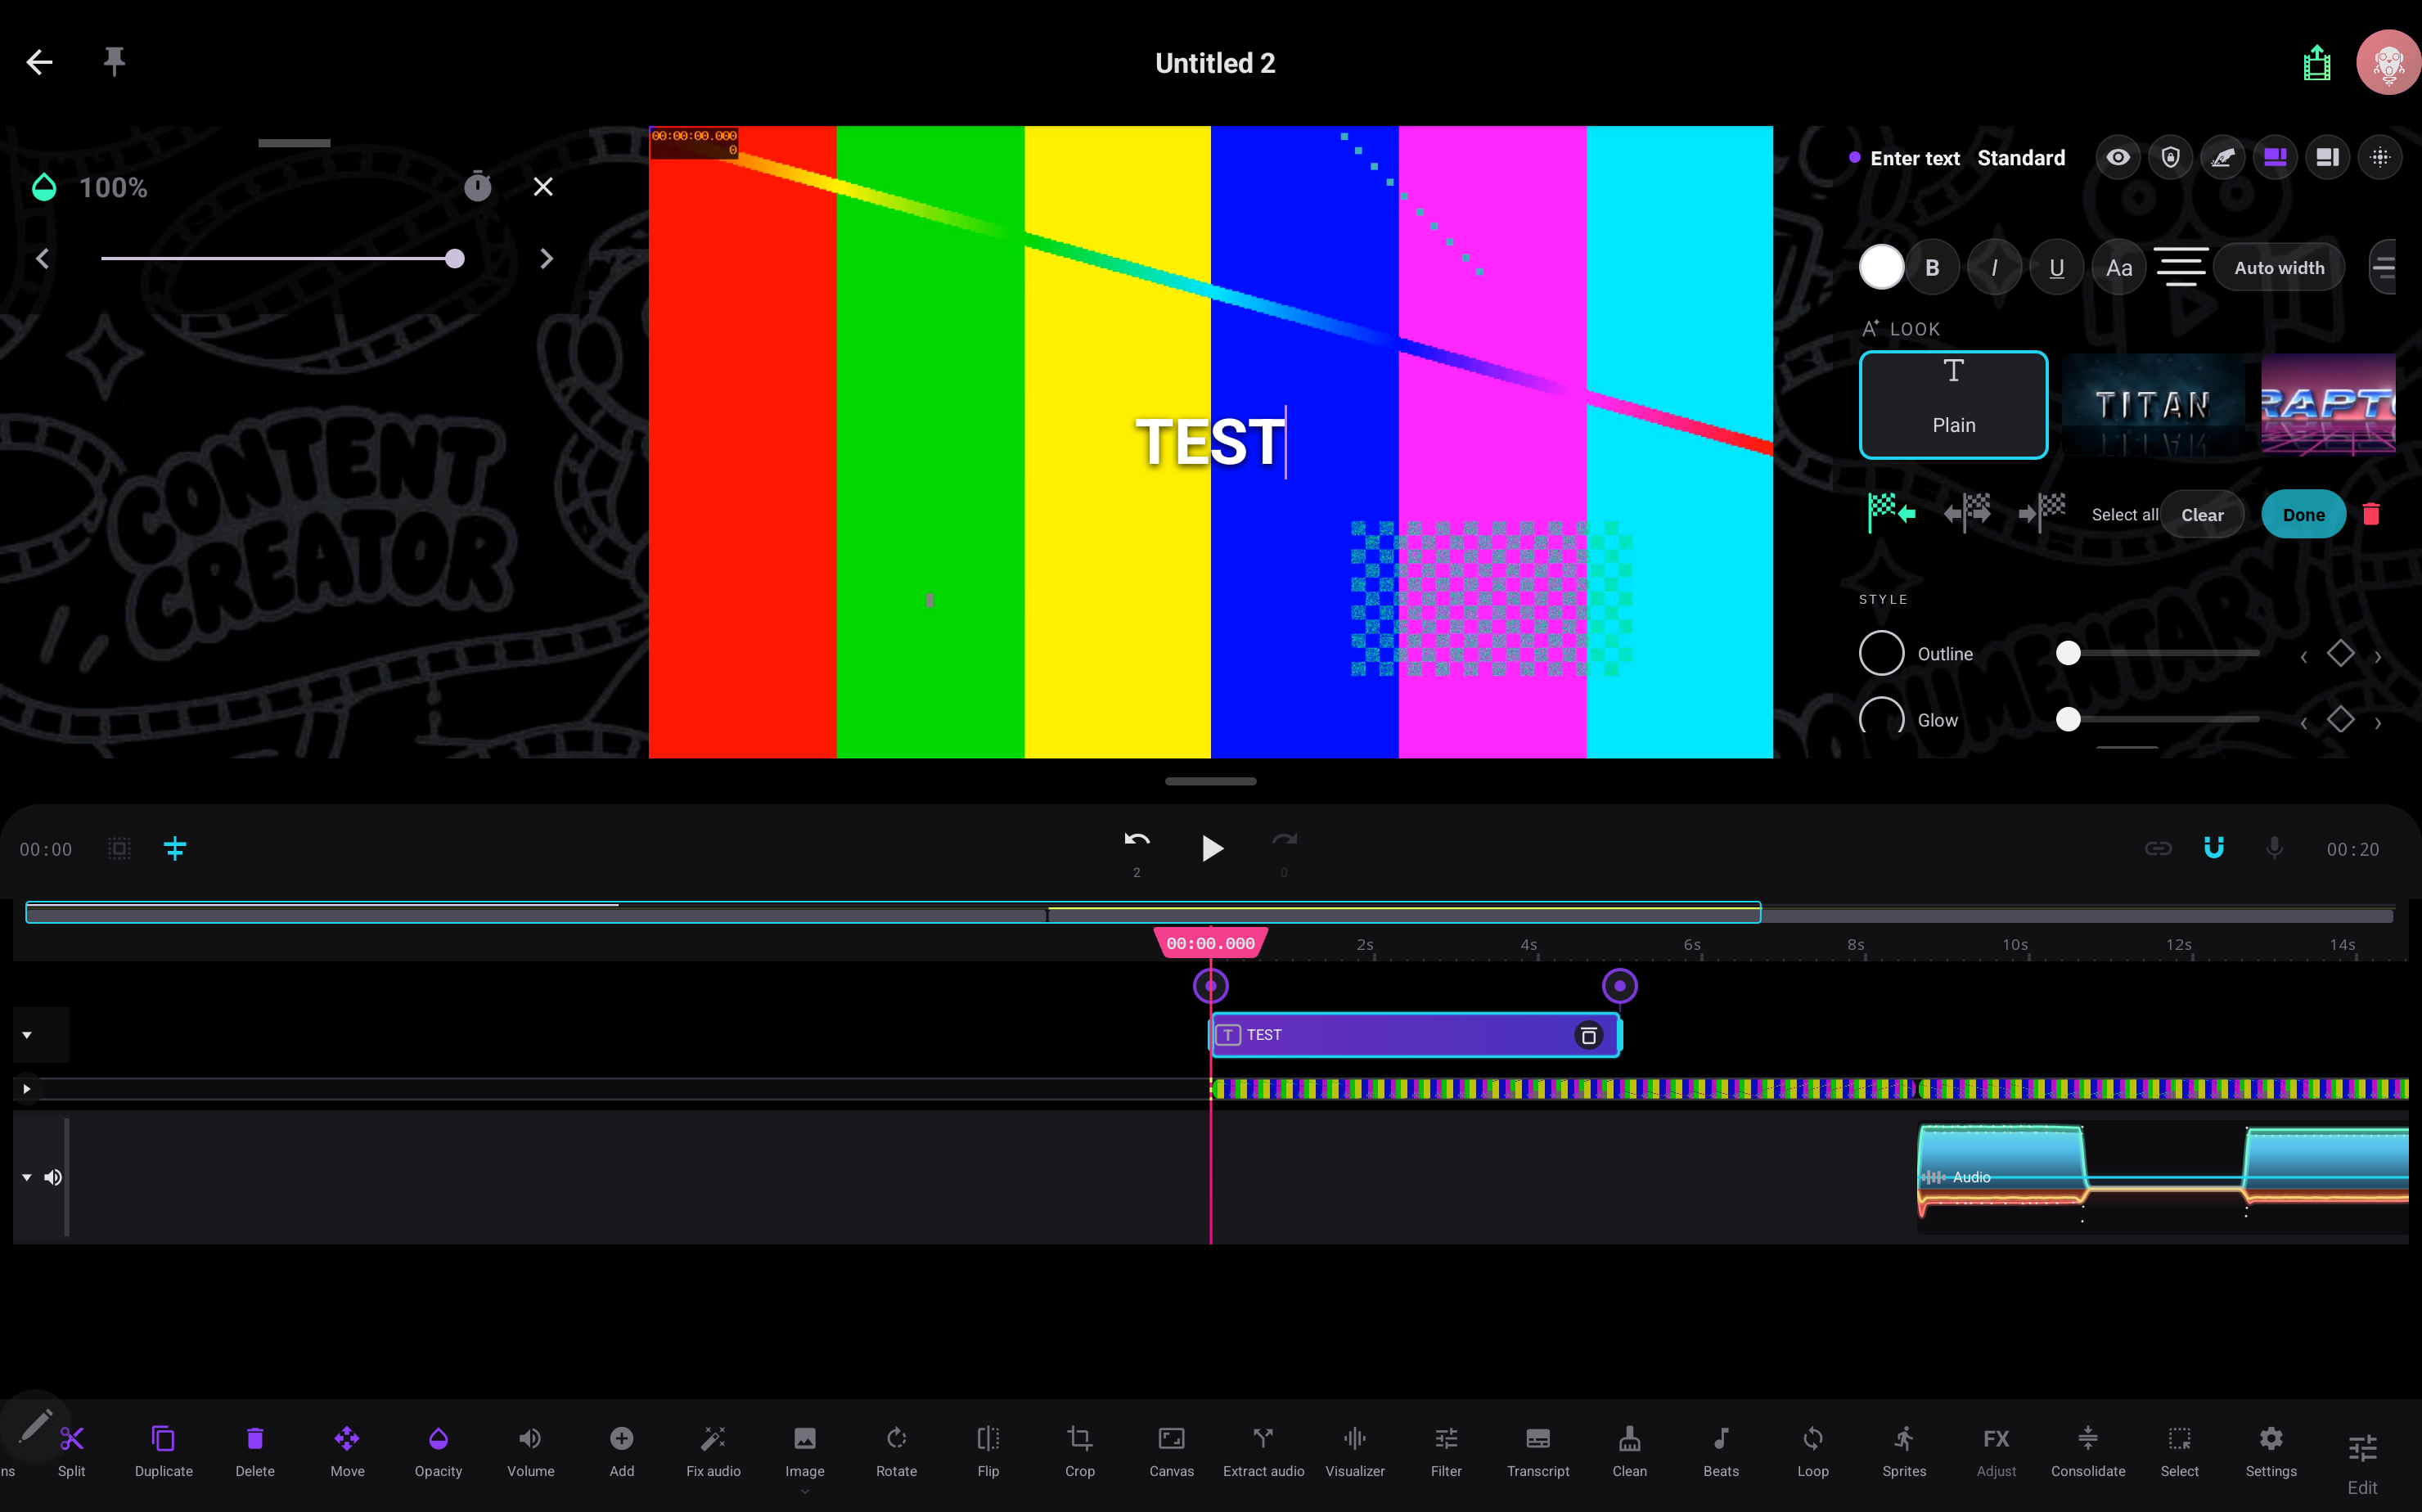 Untitled 2
100%
CONTENT
CREATOR
00:00:00.000
0
TEST
Enter text Standard
B I U Aa Auto width
LOOK
T
Plain
TITAN
RAPT
Select all Clear Done
STYLE
Outline
Glow
DOCUMENTARY
00:00
2
0
00:20
00:00.000 2s 4s 6s 8s 10s 12s 14s
T TEST
Audio
ns Split Duplicate Delete Move Opacity Volume Add Fix audio Image Rotate Flip Crop Canvas Extract audio Visualizer Filter Transcript Clean Beats Loop Sprites FX Adjust Consolidate Select Settings Edit